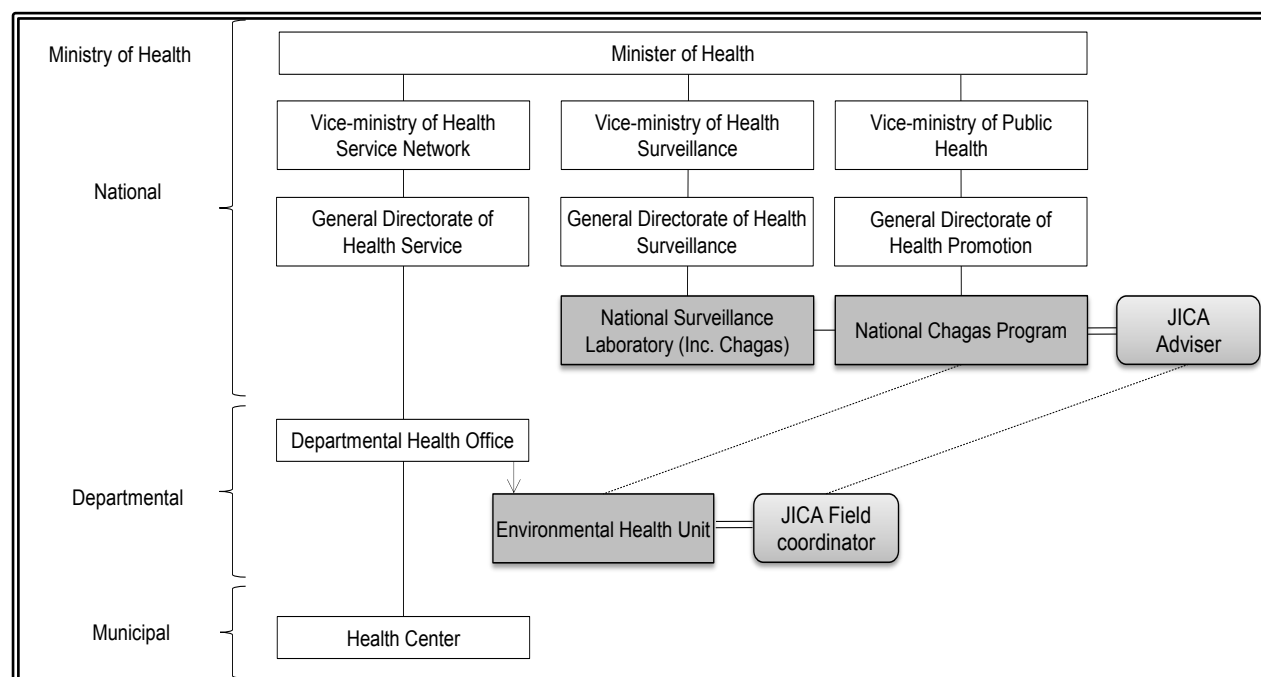 Ministry of Health
Minister of Health
Vice-ministry of Health
Service Network
Vice-ministry of Health
Surveillance
Vice-ministry of Public
Health
National
General Directorate of
Health Service
General Directorate of Health
Surveillance
General Directorate of
Health Promotion
National Surveillance
Laboratory (Inc. Chagas)
National Chagas Program
JICA
Adviser
Departmental Health Office
Departmental
Environmental Health Unit
JICA Field
coordinator
Municipal
Health Center